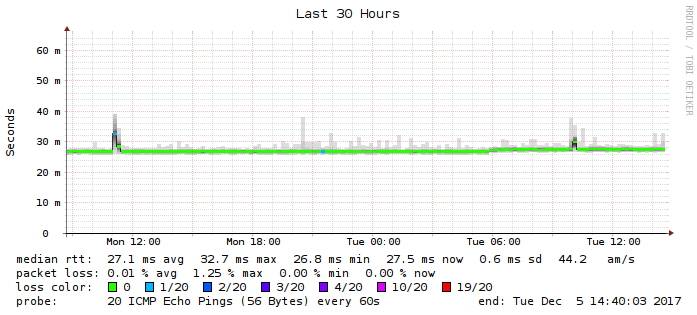 Last 30 Hours
RRDTOOL / TOBI OETIKER
Seconds
60 m
50 m
40 m
30 m
20 m
10 m
0
Mon 12:00 Mon 18:00 Tue 00:00 Tue 06:00 Tue 12:00
median rtt: 27.1 ms avg 32.7 ms max 26.8 ms min 27.5 ms now 0.6 ms sd 44.2 am/s
packet loss: 0.01 % avg 1.25 % max 0.00 % min 0.00 % now
loss color: 0 1/20 2/20 3/20 4/20 10/20 19/20
probe: 20 ICMP Echo Pings (56 Bytes) every 60s end: Tue Dec 5 14:40:03 2017